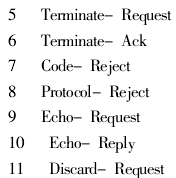 5 Terminate- Request
6 Terminate- Ack
7 Code- Reject
8 Protocol- Reject
9 Echo- Request
10 Echo- Reply
11 Discard- Request